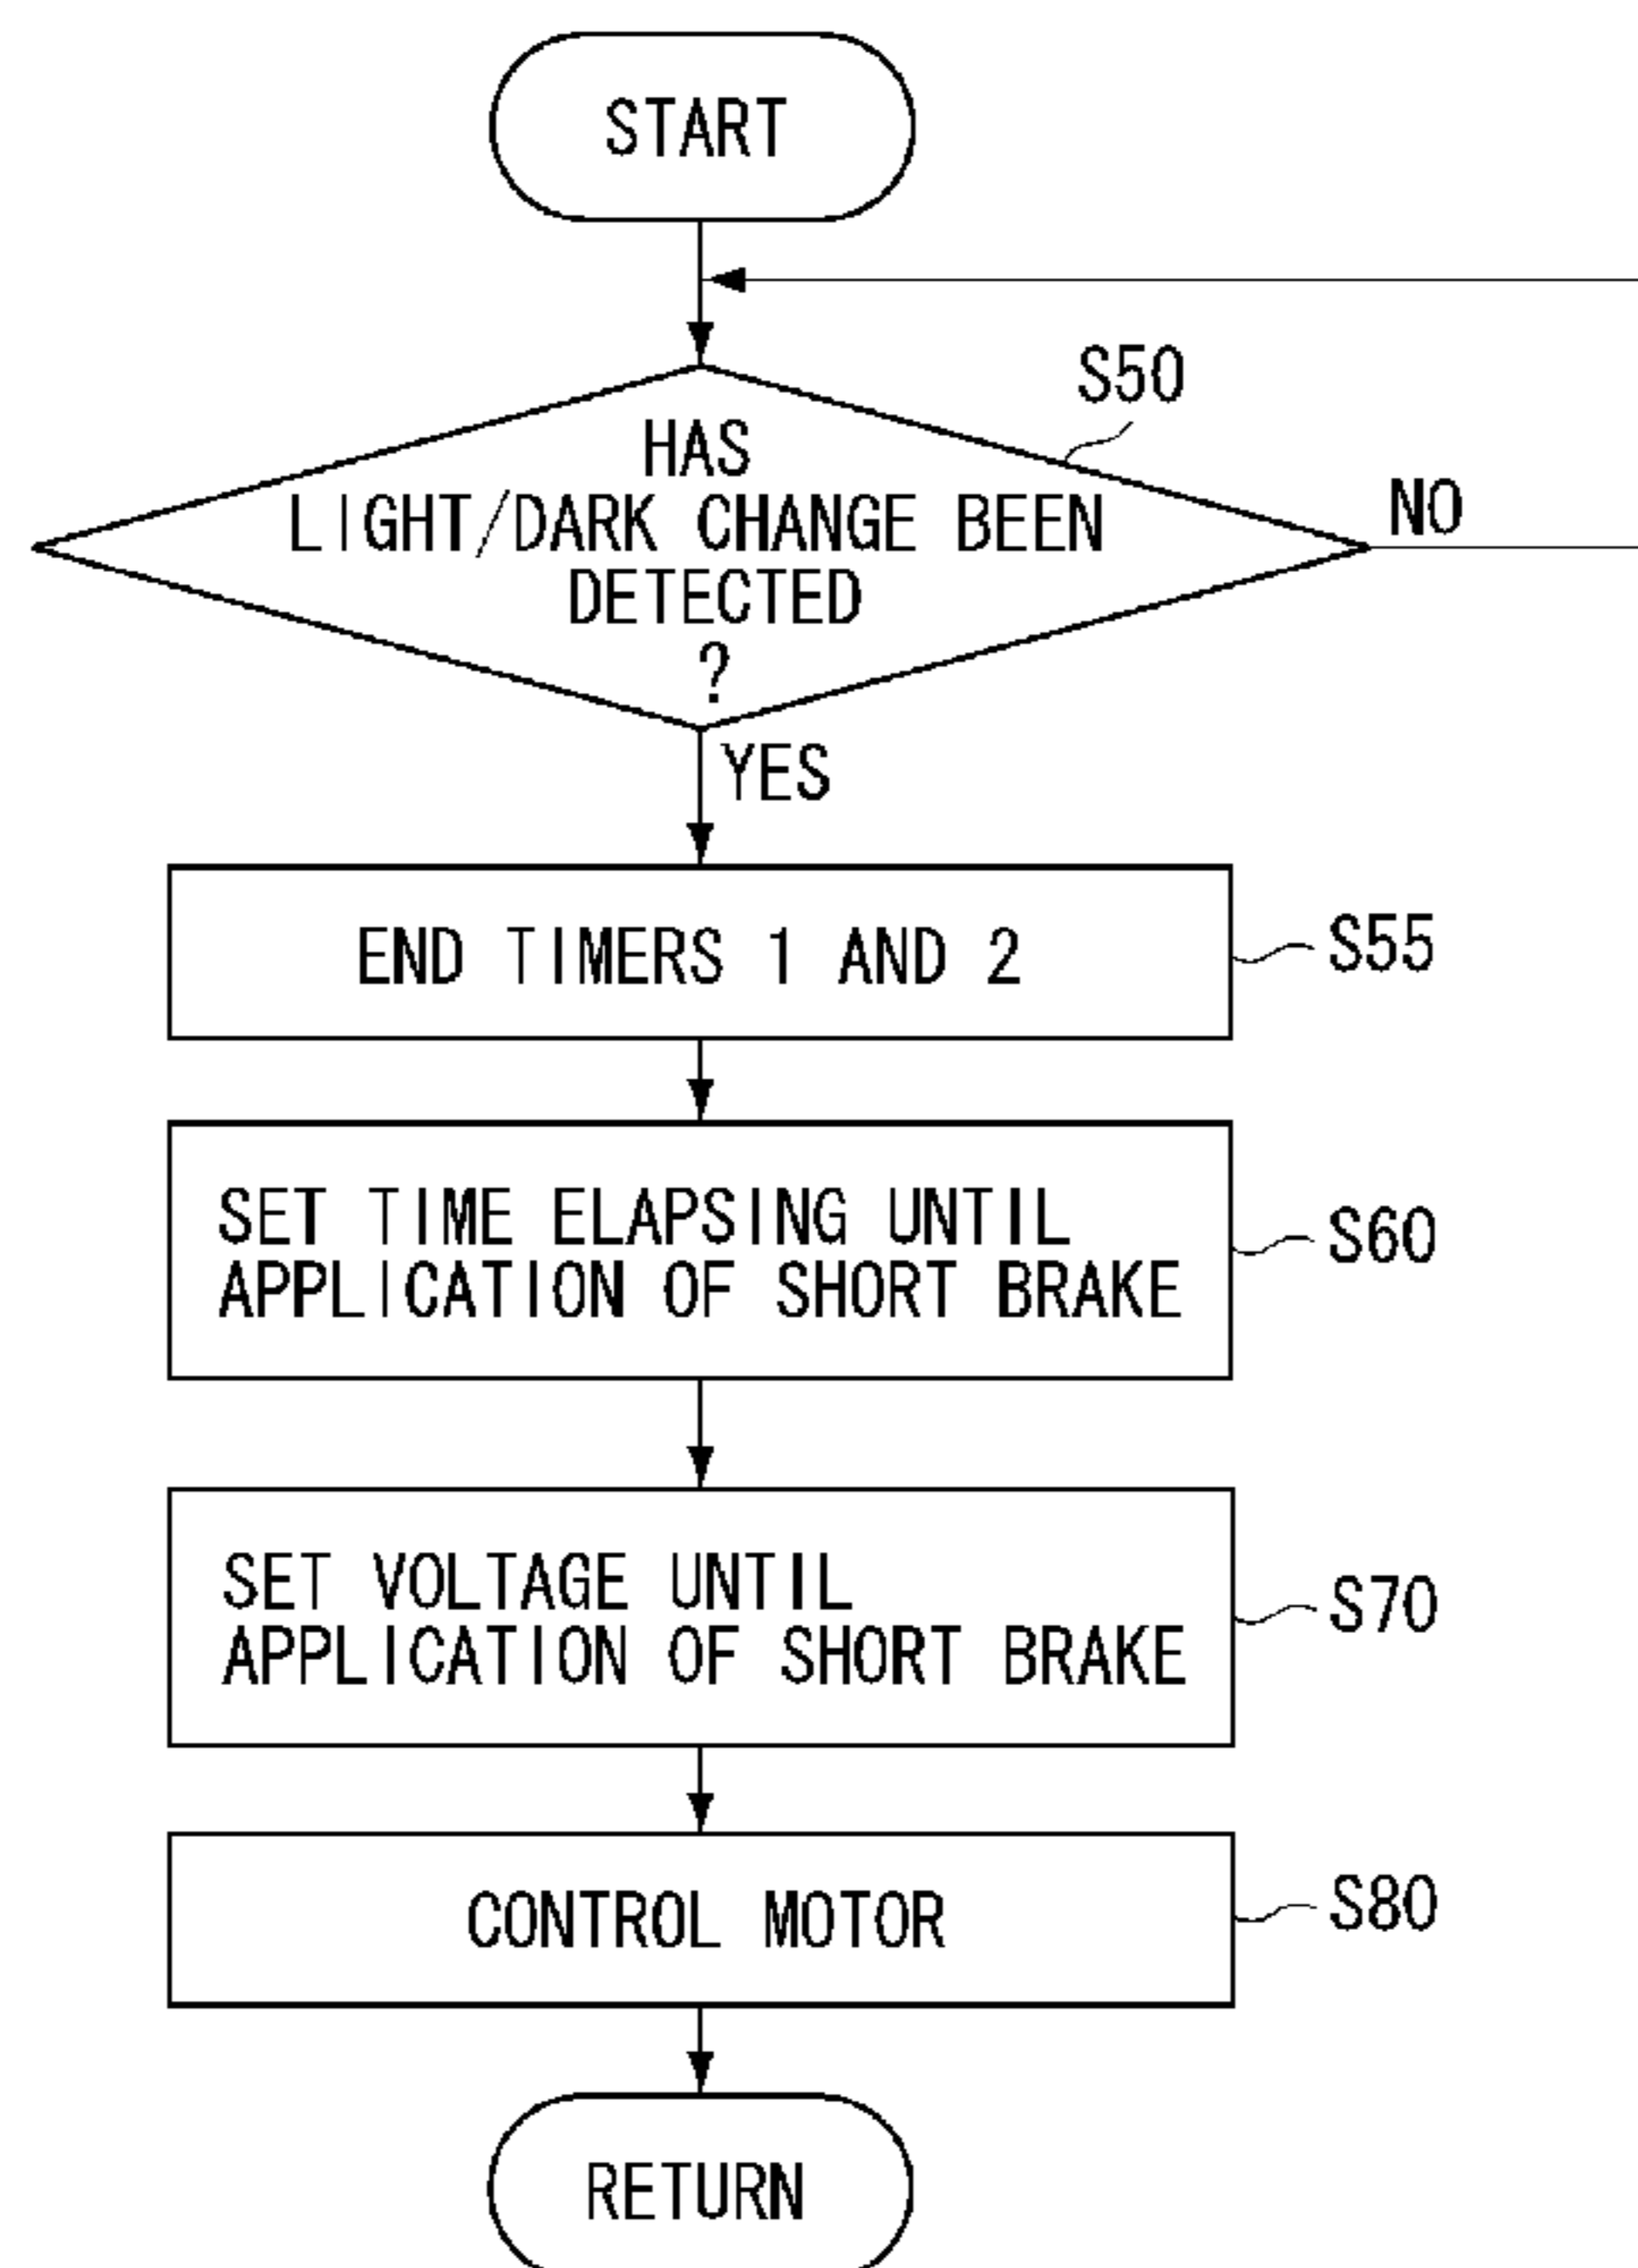 START
S50
HAS
LIGHT/DARK CHANGE BEEN
DETECTED
?
NO
YES
END TIMERS 1 AND 2
S55
SET TIME ELAPSING UNTIL
APPLICATION OF SHORT BRAKE
S60
SET VOLTAGE UNTIL
APPLICATION OF SHORT BRAKE
S70
CONTROL MOTOR
S80
RETURN